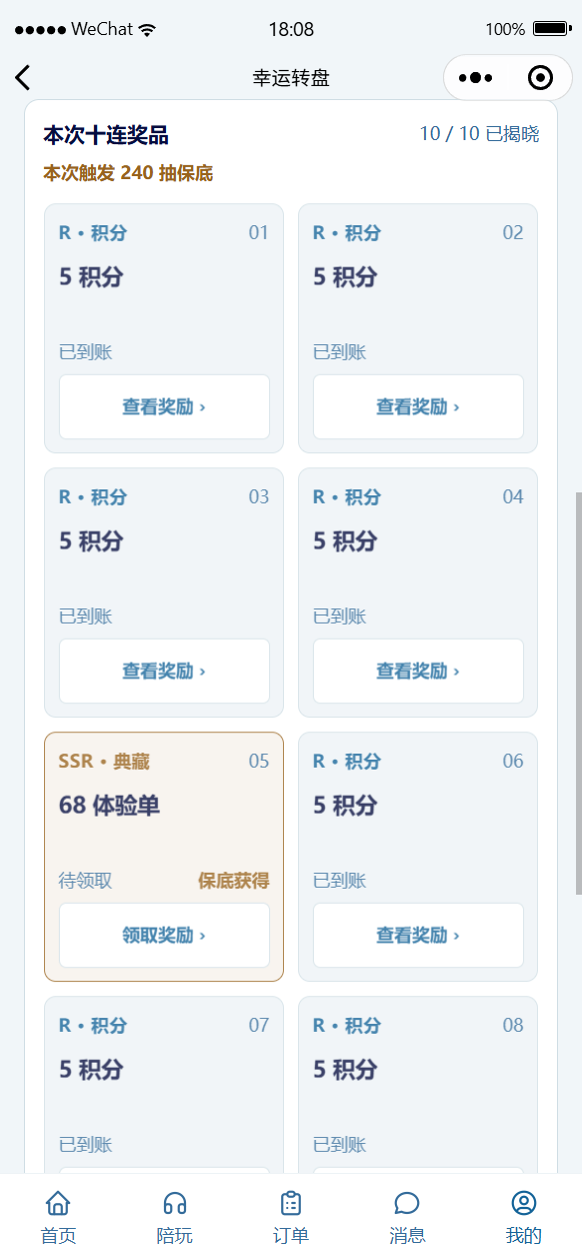 WeChat 18:08 100%
幸运转盘
本次十连奖品 10 / 10 已揭晓
本次触发 240 抽保底
R • 积分 01 R • 积分 02
5 积分 5 积分
已到账 已到账
查看奖励 › 查看奖励 ›
R • 积分 03 R • 积分 04
5 积分 5 积分
已到账 已到账
查看奖励 › 查看奖励 ›
SSR • 典藏 05 R • 积分 06
68 体验单 5 积分
待领取 保底获得 已到账
领取奖励 › 查看奖励 ›
R • 积分 07 R • 积分 08
5 积分 5 积分
已到账 已到账
首页 陪玩 订单 消息 我的